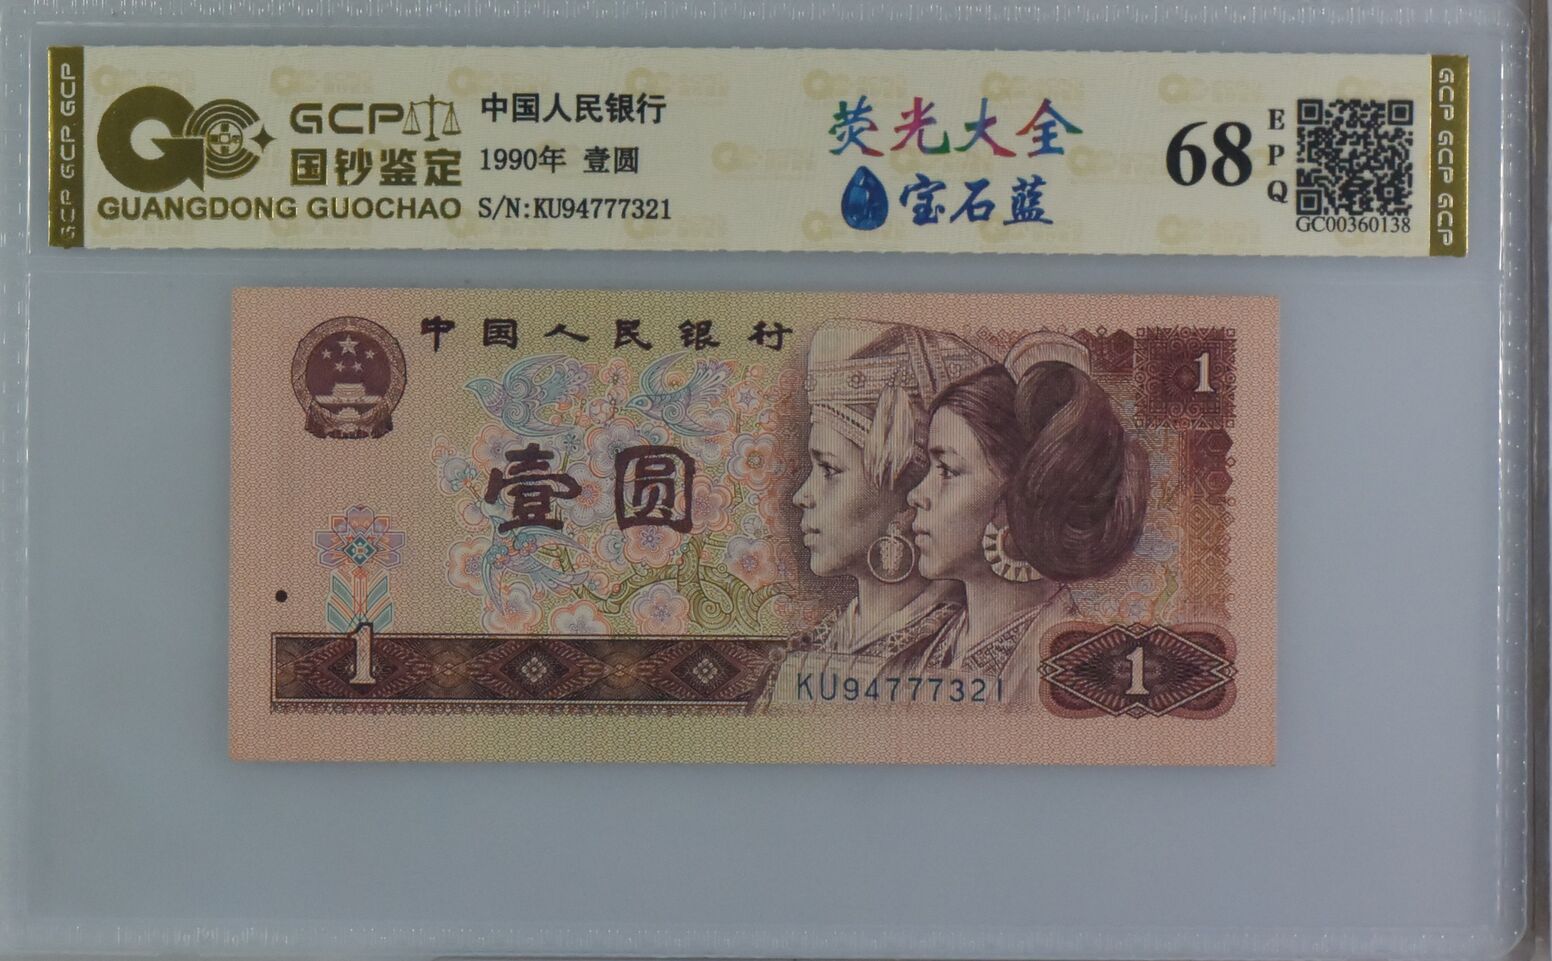 GCP GCP GCP
GCP
国钞鉴定
GUANGDONG GUOCHAO
中国人民银行
1990年 壹圆
S/N:KU94777321
荧光大全
宝石蓝
68
EPQ
GC00360138
GCP GCP GCP
中国人民银行
1
壹圆
1
KU94777321
1